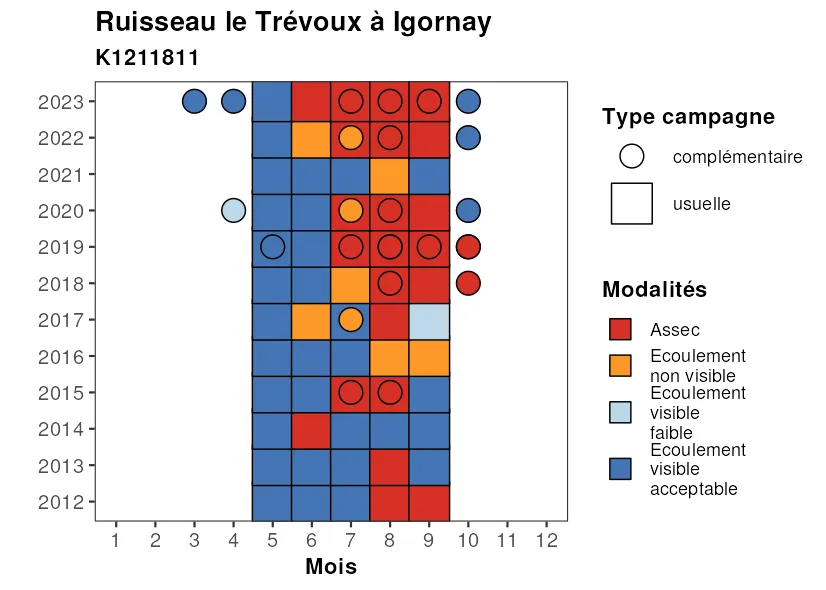 Ruisseau le Trévoux à Igornay
K1211811
2023
2022
2021
2020
2019
2018
2017
2016
2015
2014
2013
2012
1 2 3 4 5 6 7 8 9 10 11 12
Mois
Type campagne
complémentaire
usuelle
Modalités
Assec
Ecoulement
non visible
Ecoulement
visible
faible
Ecoulement
visible
acceptable